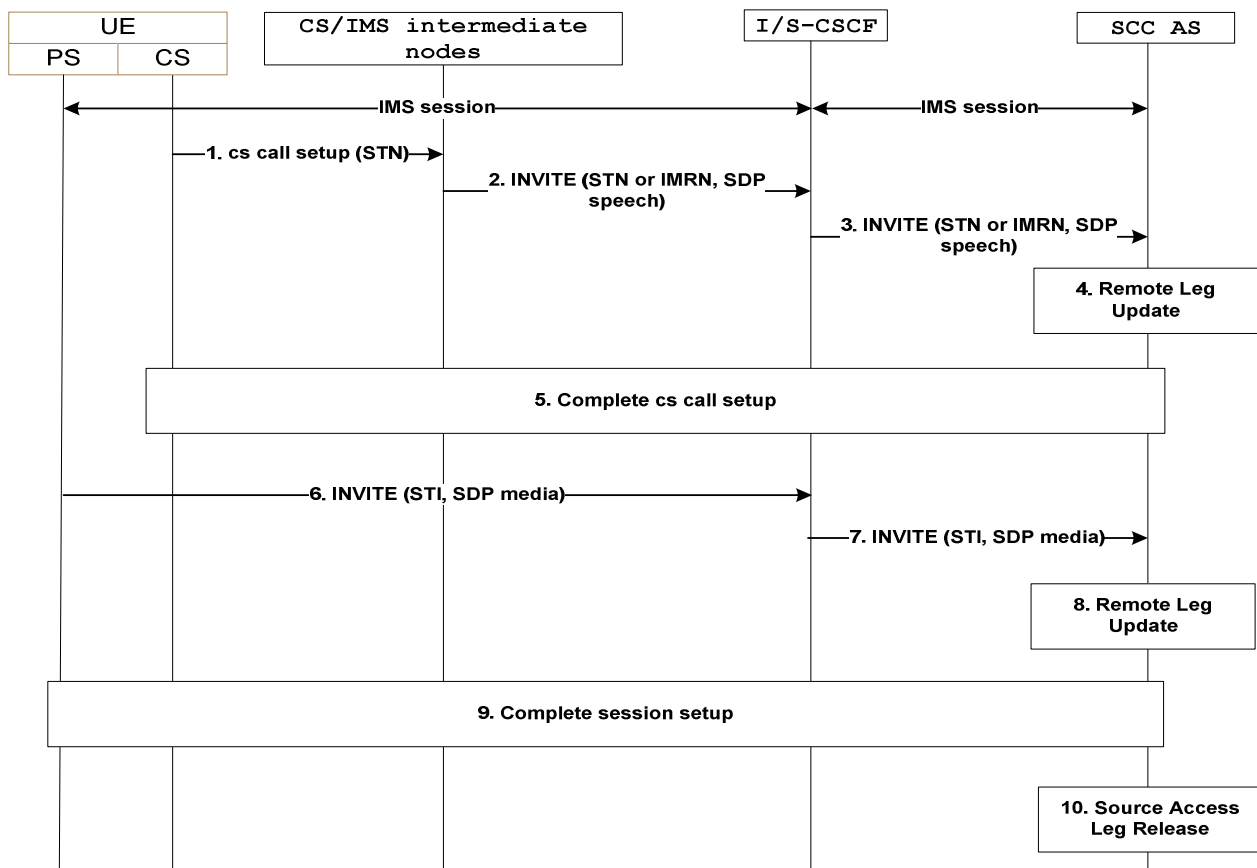 UE
PS
CS
CS/IMS intermediate
nodes
I/S-CSCF
SCC AS
IMS session
IMS session
1. cs call setup (STN)
2. INVITE (STN or IMRN, SDP
speech)
3. INVITE (STN or IMRN, SDP
speech)
4. Remote Leg
Update
5. Complete cs call setup
6. INVITE (STI, SDP media)
7. INVITE (STI, SDP media)
8. Remote Leg
Update
9. Complete session setup
10. Source Access
Leg Release